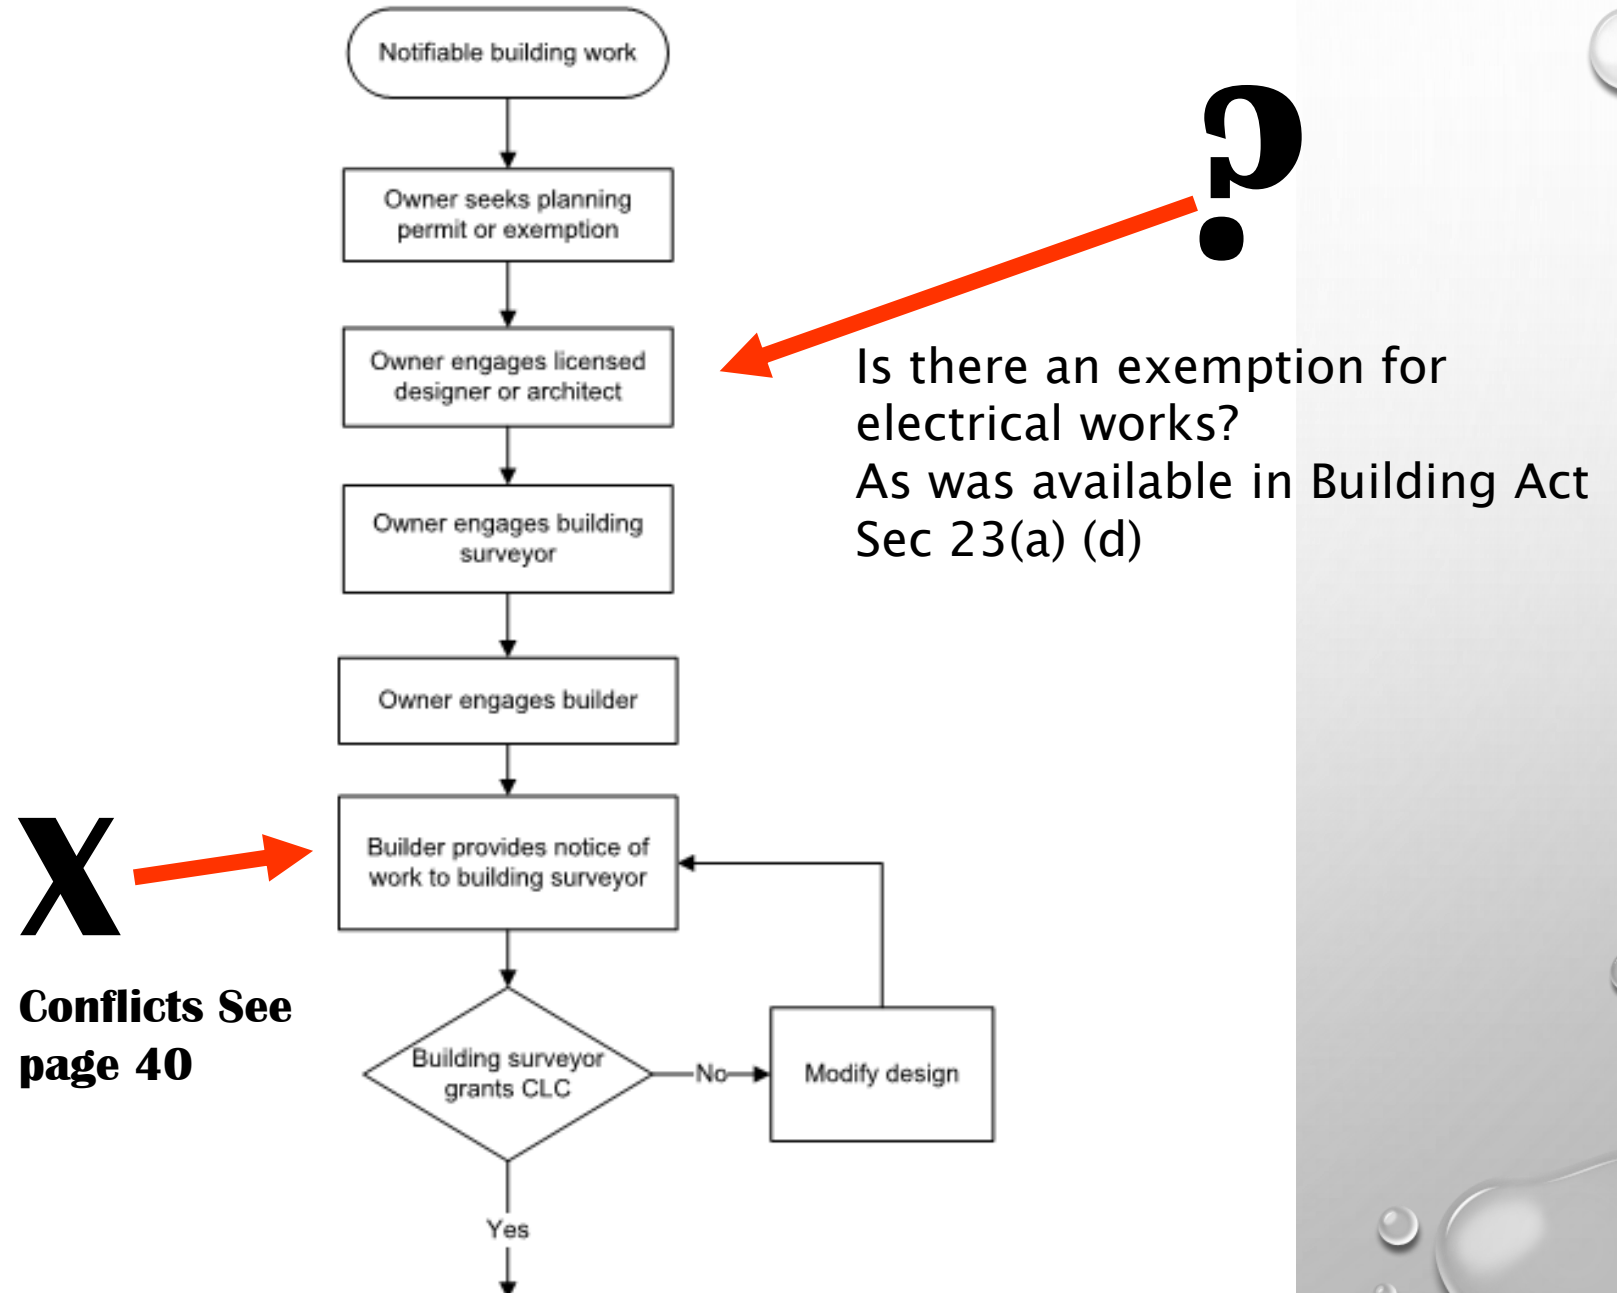 Notifiable building work
?
Owner seeks planning
permit or exemption
Owner engages licensed
designer or architect
Is there an exemption for
electrical works?
As was available in Building Act
Sec 23(a) (d)
Owner engages building
surveyor
Owner engages builder
X
Builder provides notice of
work to building surveyor
Conflicts See
page 40
Building surveyor
grants CLC
No
Modify design
Yes